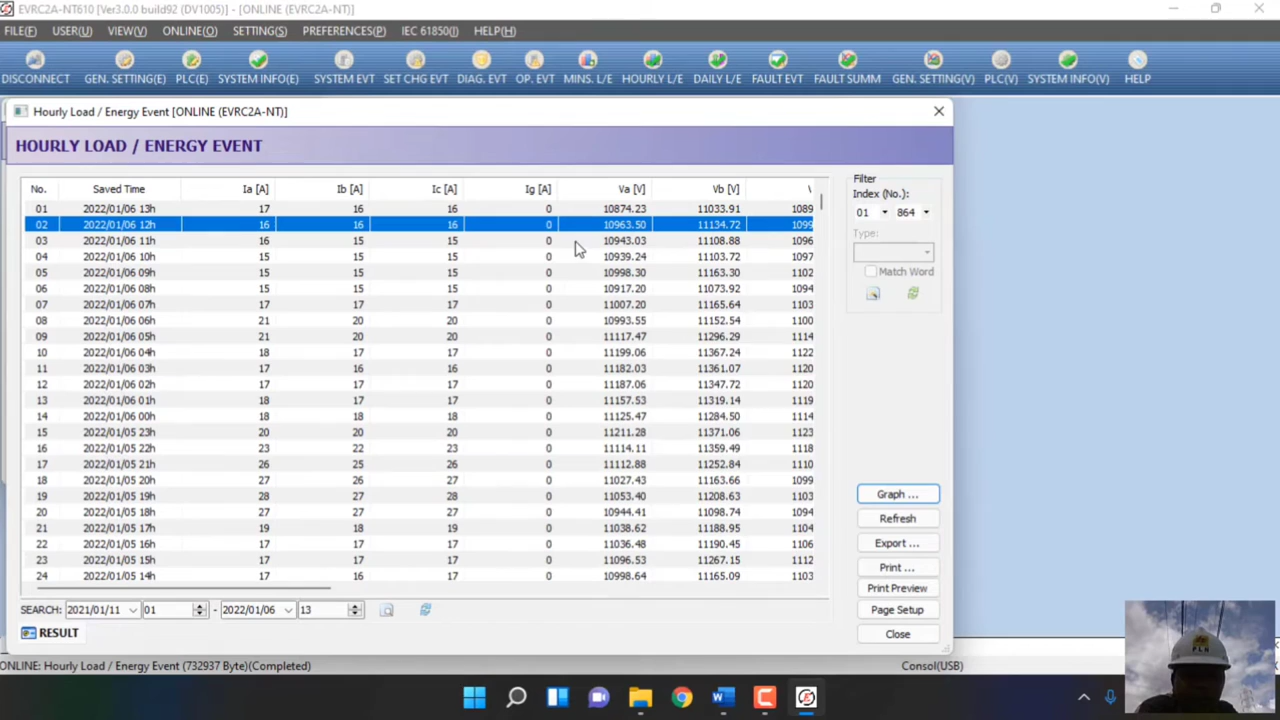 EVRC2A-NT610 [Ver3.0.0 build92 (DV1005) - [ONLINE (EVRC2A-NT)]
FILE(F) USER(U) VIEW(V) ONLINE(O) SETTING(S) PREFERENCES(P) IEC 61850(I) HELP(H)
DISCONNECT GEN. SETTING(E) PLC(E) SYSTEM INFO(E) SYSTEM EVT SET CHG EVT DIAG. EVT OP. EVT MINS. L/E HOURLY L/E DAILY L/E FAULT EVT FAULT SUMM GEN. SETTING(V) PLC(V) SYSTEM INFO(V) HELP
Hourly Load / Energy Event [ONLINE (EVRC2A-NT)]
HOURLY LOAD / ENERGY EVENT
No. Saved Time Ia [A] Ib [A] Ic [A] Ig [A] Va [V] Vb [V] \
01 2022/01/06 13h 17 16 16 0 10874.23 11033.91 1089
02 2022/01/06 12h 16 16 16 0 10963.50 11134.72 1099
03 2022/01/06 11h 16 15 15 0 10943.03 11108.88 1096
04 2022/01/06 10h 15 15 15 0 10939.24 11103.72 1097
05 2022/01/06 09h 15 15 15 0 10998.30 11163.30 1102
06 2022/01/06 08h 15 15 15 0 10917.20 11073.92 1094
07 2022/01/06 07h 17 17 17 0 11007.20 11165.64 1103
08 2022/01/06 06h 21 20 20 0 10993.55 11152.54 1100
09 2022/01/06 05h 21 20 20 0 11117.47 11296.29 1114
10 2022/01/06 04h 18 17 17 0 11199.06 11367.24 1122
11 2022/01/06 03h 17 16 16 0 11182.03 11361.07 1120
12 2022/01/06 02h 17 17 17 0 11187.06 11347.72 1120
13 2022/01/06 01h 18 17 17 0 11157.53 11319.14 1119
14 2022/01/06 00h 18 18 18 0 11125.47 11284.50 1114
15 2022/01/05 23h 20 20 20 0 11211.28 11371.06 1123
16 2022/01/05 22h 23 22 23 0 11114.11 11359.49 1118
17 2022/01/05 21h 26 25 26 0 11112.88 11252.84 1110
18 2022/01/05 20h 27 26 27 0 11027.43 11163.66 1099
19 2022/01/05 19h 28 27 28 0 11053.40 11208.63 1103
20 2022/01/05 18h 27 27 27 0 10944.41 11098.74 1094
21 2022/01/05 17h 19 18 19 0 11038.62 11188.95 1104
22 2022/01/05 16h 17 17 17 0 11036.48 11190.45 1106
23 2022/01/05 15h 17 17 17 0 11096.53 11267.15 1112
24 2022/01/05 14h 17 16 17 0 10998.64 11165.09 1103
Filter
Index (No.):
01 864
Type:
Match Word
Graph ...
Refresh
Export ...
Print ...
Print Preview
Page Setup
Close
SEARCH: 2021/01/11 01 - 2022/01/06 13
RESULT
ONLINE: Hourly Load / Energy Event (732937 Byte)(Completed) Consol(USB)
PLN